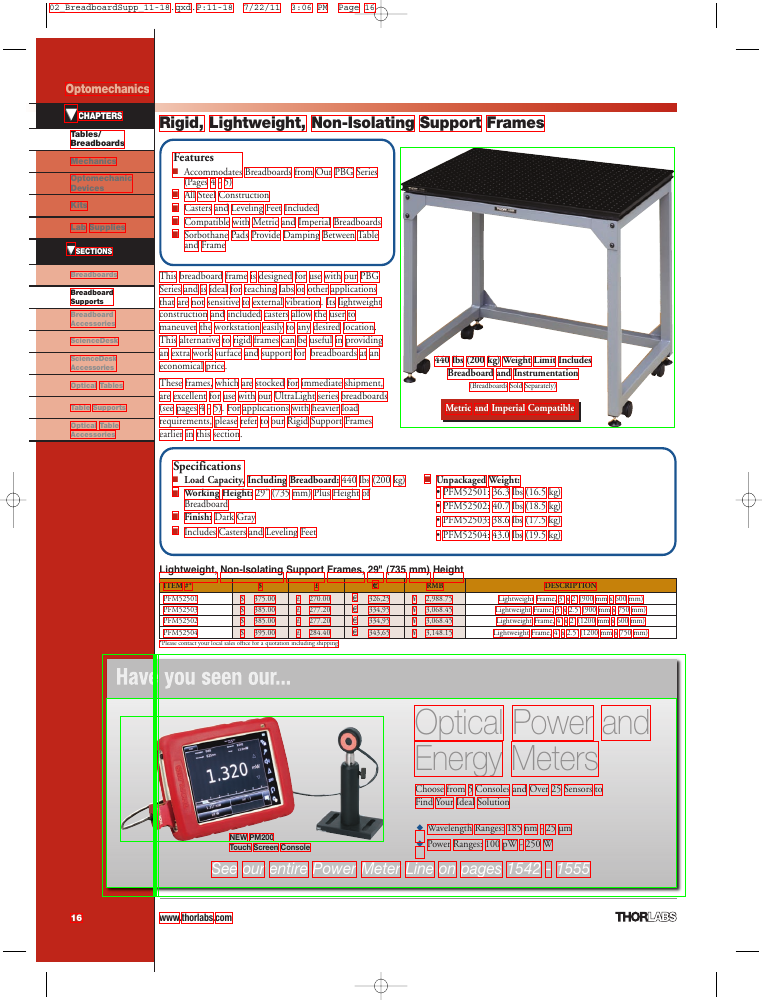 02 BreadboardSupp 11-18.qxd.P:11-18 7/22/11 3:06 PM Page 16
Optomechanics
▼CHAPTERS
Tables/
Breadboards
Mechanics
Optomechanic
Devices
Kits
Lab Supplies
▼SECTIONS
Breadboards
Breadboard
Supports
Breadboard
Accessories
ScienceDesk
ScienceDesk
Accessories
Optical Tables
Table Supports
Optical Table
Accessories
Rigid, Lightweight, Non-Isolating Support Frames
Features
Accommodates Breadboards from Our PBG Series
(Pages 4 - 5)
All Steel Construction
Casters and Leveling Feet Included
Compatible with Metric and Imperial Breadboards
Sorbothane Pads Provide Damping Between Table
and Frame
This breadboard frame is designed for use with our PBG
Series and is ideal for teaching labs or other applications
that are not sensitive to external vibration. Its lightweight
construction and included casters allow the user to
maneuver the workstation easily to any desired location.
This alternative to rigid frames can be useful in providing
an extra work surface and support for breadboards at an
economical price.
These frames, which are stocked for immediate shipment,
are excellent for use with our UltraLight series breadboards
(see pages 4 - 5). For applications with heavier load
requirements, please refer to our Rigid Support Frames
earlier in this section.
440 lbs (200 kg) Weight Limit Includes
Breadboard and Instrumentation
(Breadboards Sold Separately)
Metric and Imperial Compatible
Specifications
Load Capacity, Including Breadboard: 440 lbs (200 kg)
Working Height: 29" (735 mm) Plus Height of
Breadboard
Finish: Dark Gray
Includes Casters and Leveling Feet
Unpackaged Weight:
• PFM52501: 36.3 lbs (16.5 kg)
• PFM52502: 40.7 lbs (18.5 kg)
• PFM52503: 38.6 lbs (17.5 kg)
• PFM52504: 43.0 lbs (19.5 kg)
Lightweight, Non-Isolating Support Frames, 29" (735 mm) Height
ITEM #* $ £ € RMB DESCRIPTION
PFM52501 $ 375.00 £ 270.00 € 326,25 ¥ 2,988.75 Lightweight Frame, 3' x 2' (900 mm x 600 mm)
PFM52503 $ 385.00 £ 277.20 € 334,95 ¥ 3,068.45 Lightweight Frame, 3' x 2.5' (900 mm x 750 mm)
PFM52502 $ 385.00 £ 277.20 € 334,95 ¥ 3,068.45 Lightweight Frame, 4' x 2' (1200 mm x 600 mm)
PFM52504 $ 395.00 £ 284.40 € 343,65 ¥ 3,148.15 Lightweight Frame, 4' x 2.5' (1200 mm x 750 mm)
*Please contact your local sales office for a quotation including shipping.
Have you seen our...
1.320
NEW PM200
Touch Screen Console
Optical Power and
Energy Meters
Choose from 5 Consoles and Over 25 Sensors to
Find Your Ideal Solution
Wavelength Ranges: 185 nm - 25 µm
Power Ranges: 100 pW - 250 W
See our entire Power Meter Line on pages 1542 - 1555
16
www.thorlabs.com
THORLABS